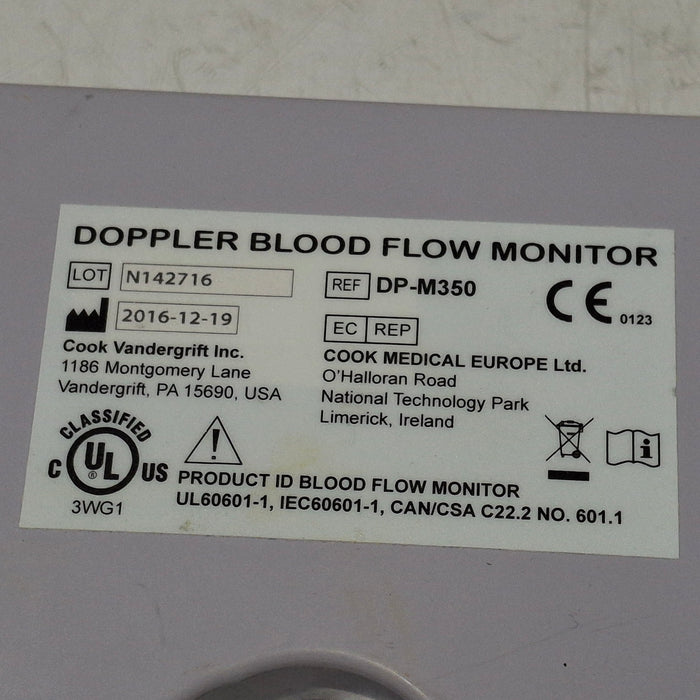 DOPPLER BLOOD FLOW MONITOR
LOT N142716
REF DP-M350
CE 0123
2016-12-19
EC REP
Cook Vandergrift Inc.
1186 Montgomery Lane
Vandergrift, PA 15690, USA
COOK MEDICAL EUROPE Ltd.
O'Halloran Road
National Technology Park
Limerick, Ireland
CLASSIFIED
C UL ® US
3WG1
PRODUCT ID BLOOD FLOW MONITOR
UL60601-1, IEC60601-1, CAN/CSA C22.2 NO. 601.1